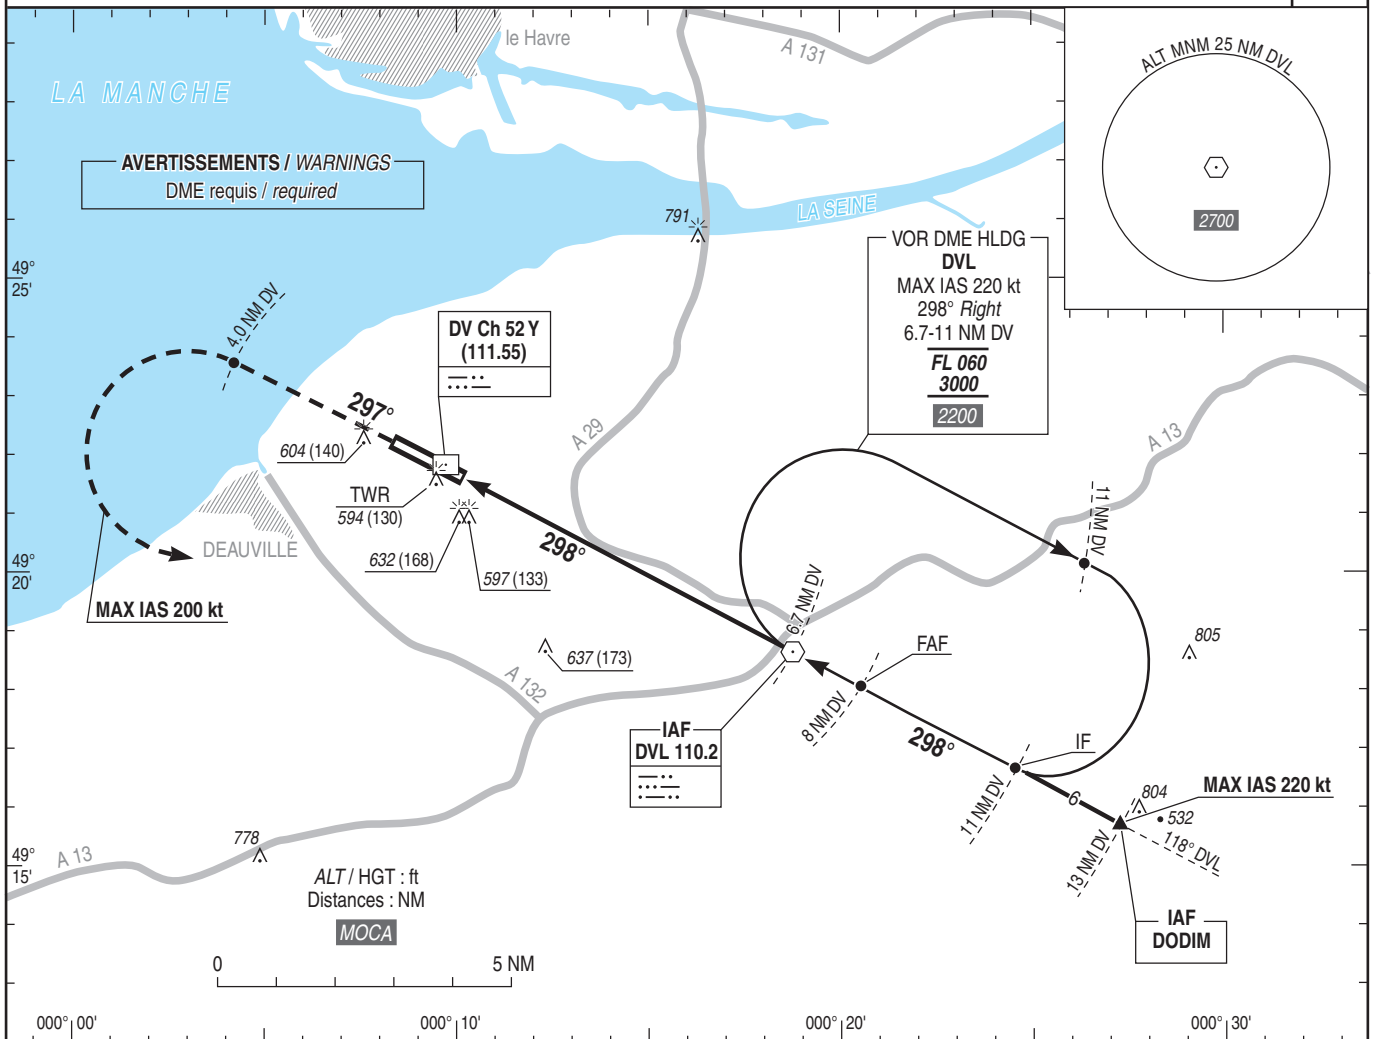 le Havre
A 131
ALT MNM 25 NM DVL
2700
LA MANCHE
AVERTISSEMENTS / WARNINGS
DME requis / required
791
LA SEINE
VOR DME HLDG
DVL
MAX IAS 220 kt
298° Right
6.7-11 NM DV
FL 060
3000
2200
49°
25'
4.0 NM DV
DV Ch 52 Y
(111.55)
297°
A 29
A 13
604 (140)
TWR
594 (130)
11 NM DV
DEAUVILLE
632 (168)
298°
597 (133)
49°
20'
MAX IAS 200 kt
6.7 NM DV
637 (173)
FAF
805
A 132
8 NM DV
IAF
DVL 110.2
298°
IF
11 NM DV
6
804
MAX IAS 220 kt
532
118° DVL
13 NM DV
778
A 13
49°
15'
ALT / HGT : ft
Distances : NM
MOCA
IAF
DODIM
0
5 NM
000° 00'
000° 10'
000° 20'
000° 30'